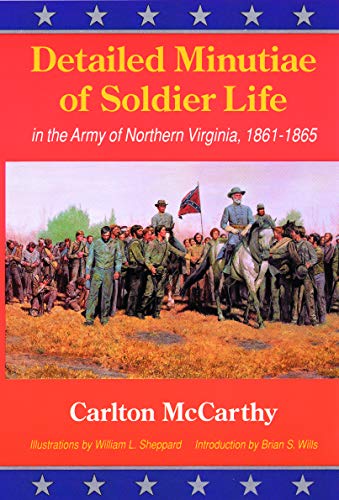 Detailed Minutiae
of Soldier Life
in the Army of Northern Virginia, 1861-1865
Carlton McCarthy
Illustrations by William L. Sheppard Introduction by Brian S. Wills